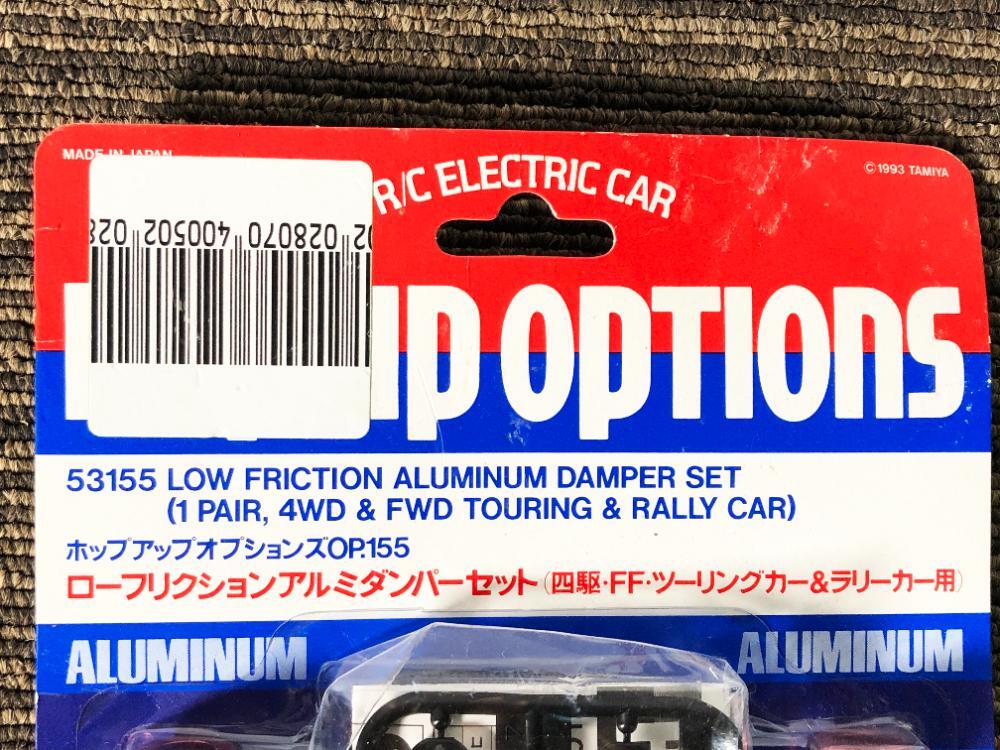 MADE IN JAPAN
©1993 TAMIYA
R/C ELECTRIC CAR
028070 400502
UP OPTIONS
53155 LOW FRICTION ALUMINUM DAMPER SET
(1 PAIR, 4WD & FWD TOURING & RALLY CAR)
ホップアップオプションズOP.155
ローフリクションアルミダンパーセット(四駆・FF・ツーリングカー&ラリーカー用)
ALUMINUM ALUMINUM